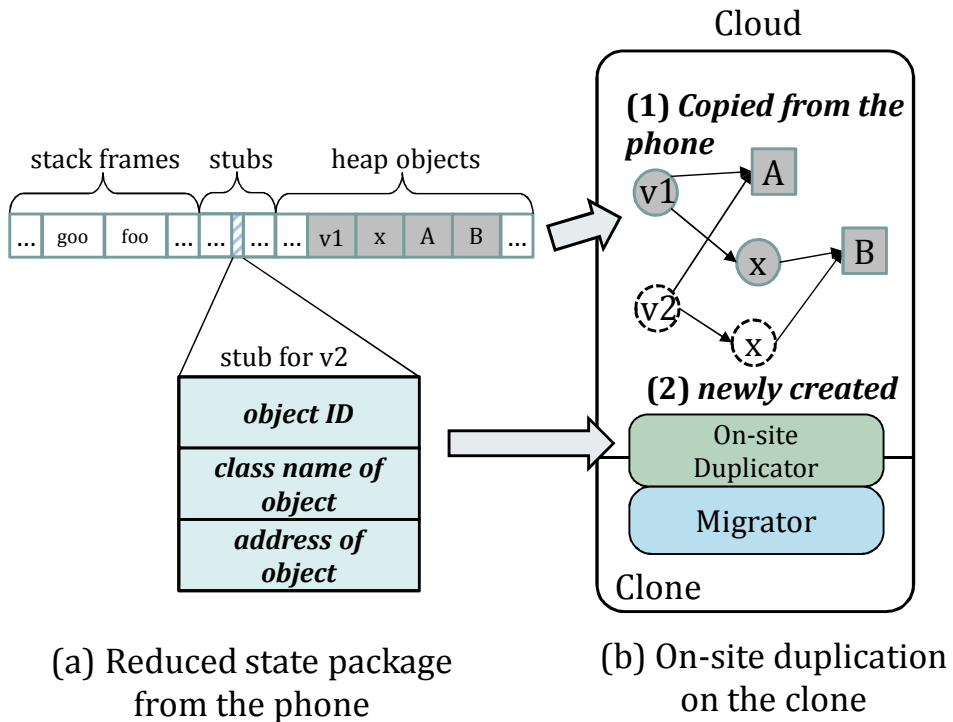 Cloud
(1) Copied from the
phone
stack frames stubs heap objects
... goo foo ... ... ... ... v1 x A B ...
v1 A
x B
v2 x
stub for v2
object ID
class name of
object
address of
object
(2) newly created
On-site
Duplicator
Migrator
Clone
(a) Reduced state package
from the phone
(b) On-site duplication
on the clone